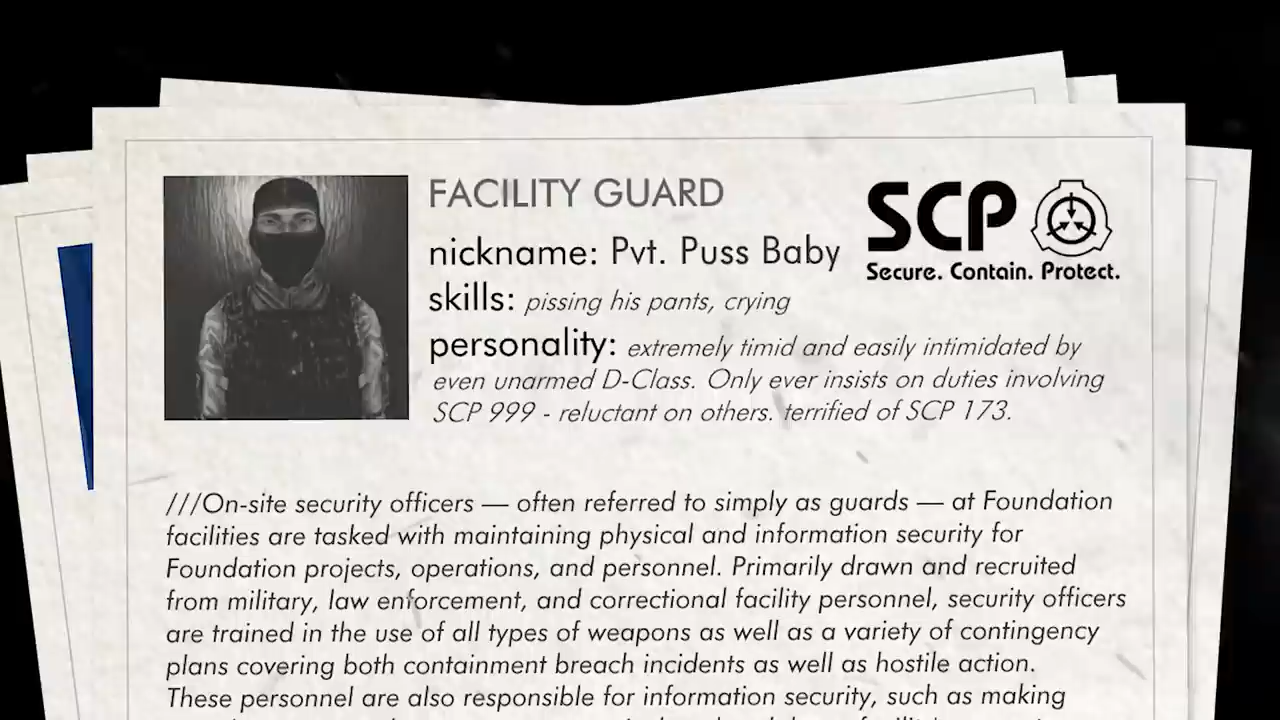 FACILITY GUARD
nickname: Pvt. Puss Baby
skills: pissing his pants, crying
personality: extremely timid and easily intimidated by
even unarmed D-Class. Only ever insists on duties involving
SCP 999 - reluctant on others. terrified of SCP 173.
SCP
Secure. Contain. Protect.
///On-site security officers — often referred to simply as guards — at Foundation
facilities are tasked with maintaining physical and information security for
Foundation projects, operations, and personnel. Primarily drawn and recruited
from military, law enforcement, and correctional facility personnel, security officers
are trained in the use of all types of weapons as well as a variety of contingency
plans covering both containment breach incidents as well as hostile action.
These personnel are also responsible for information security, such as making